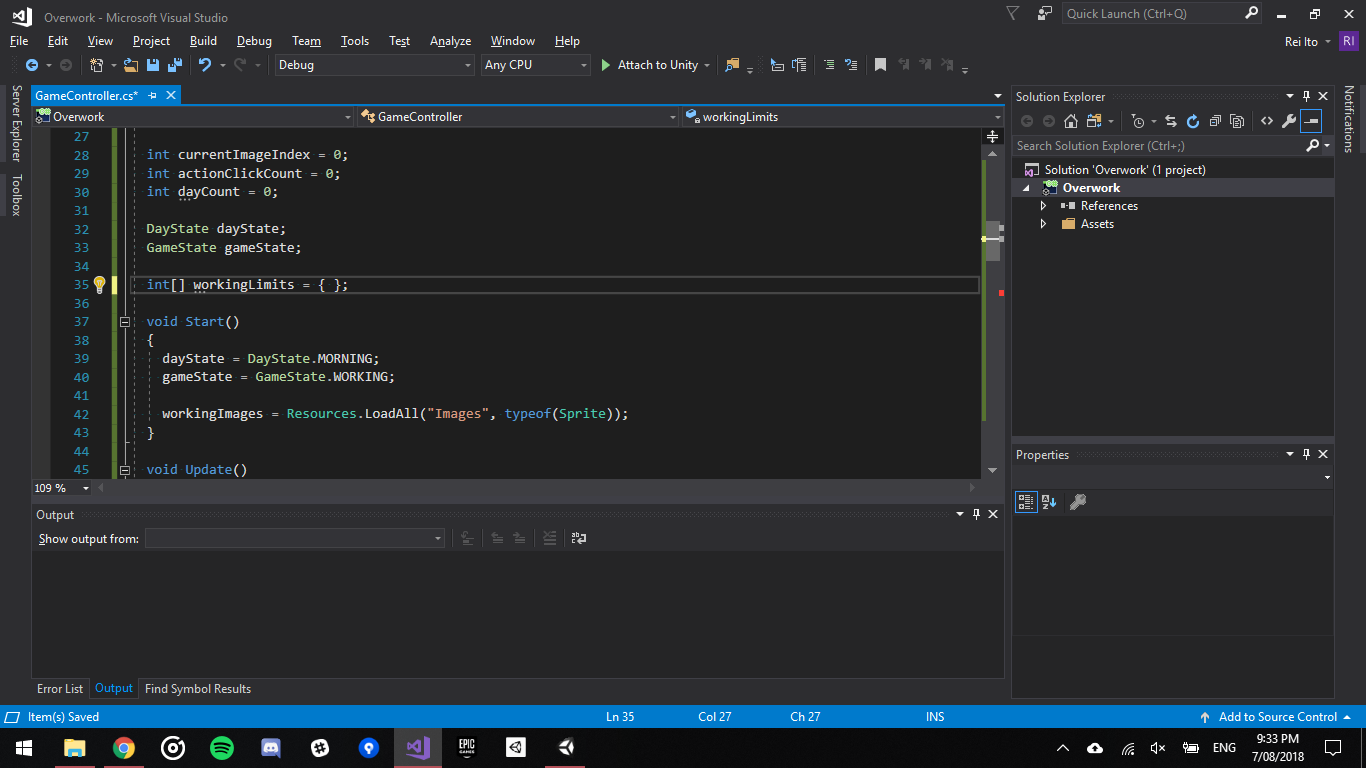 Overwork - Microsoft Visual Studio
Quick Launch (Ctrl+Q)
File Edit View Project Build Debug Team Tools Test Analyze Window Help
Rei Ito RI
Debug Any CPU Attach to Unity
Server Explorer
Toolbox
Notifications
GameController.cs*
Overwork GameController workingLimits
27
28 int currentImageIndex = 0;
29 int actionClickCount = 0;
30 int dayCount = 0;
31
32 DayState dayState;
33 GameState gameState;
34
35 int[] workingLimits = { };
36
37 void Start()
38 {
39 dayState = DayState.MORNING;
40 gameState = GameState.WORKING;
41
42 workingImages = Resources.LoadAll("Images", typeof(Sprite));
43 }
44
45 void Update()
109 %
Output
Show output from:
Error List Output Find Symbol Results
Solution Explorer
Search Solution Explorer (Ctrl+;)
Solution 'Overwork' (1 project)
Overwork
References
Assets
Properties
Item(s) Saved Ln 35 Col 27 Ch 27 INS Add to Source Control
EPIC GAMES
ENG
9:33 PM
7/08/2018